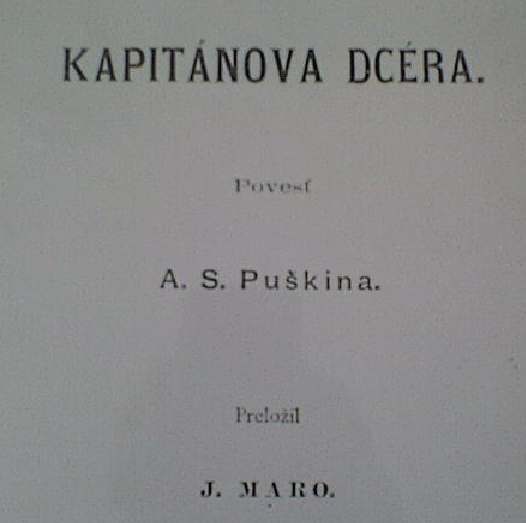 KAPITÁNOVA DCÉRA.
Povesť
A. S. Puškina.
Preložil
J. MARO.